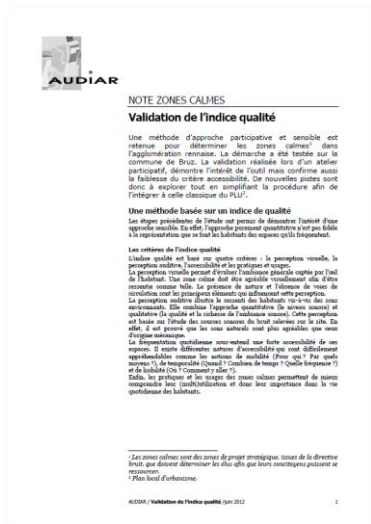 AUDIAR
NOTE ZONES CALMES
Validation de l'indice qualité
Une méthode d'approche participative et sensible est
retenue pour déterminer les zones calmes¹ dans
l'agglomération rennaise. La démarche a été testée sur la
commune de Bruz. La validation réalisée lors d'un atelier
participatif, démontre l'intérêt de l'outil mais confirme aussi
la faiblesse du critère accessibilité. De nouvelles pistes sont
donc à explorer tout en simplifiant la procédure afin de
l'intégrer à celle classique du PLU².
Une méthode basée sur un indice de qualité
Les étapes précédentes de l'étude ont permis de démontrer l'intérêt d'une
approche sensible. En effet, l'approche purement quantitative n'est pas fidèle
à la représentation que se font les habitants des espaces qu'ils fréquentent.
Les critères de l'indice qualité
L'indice qualité est basé sur quatre critères : la perception visuelle, la
perception auditive, l'accessibilité et les pratiques et usages.
La perception visuelle permet d'évaluer l'ambiance générale captée par l'œil
de l'habitant. Une zone calme doit être agréable visuellement afin d'être
ressentie comme telle. La présence de nature et l'absence de voies de
circulation sont les principaux éléments qui influencent cette perception.
La perception auditive illustre le ressenti des habitants vis-à-vis des sons
environnants. Elle combine l'approche quantitative (le niveau sonore) et
qualitative (la qualité et la richesse de l'ambiance sonore). Cette perception
est basée sur l'étude des sources sonores du bruit relevées sur le site. En
effet, il est prouvé que les sons naturels sont plus agréables que ceux
d'origine mécanique.
La fréquentation quotidienne sous-entend une forte accessibilité de ces
espaces. Il existe différentes natures d'accessibilité qui sont difficilement
appréhendables comme les notions de mobilité (Pour qui ? Par quels
moyens ?), de temporalité (Quand ? Combien de temps ? Quelle fréquence ?)
et de lisibilité (Où ? Comment y aller ?).
Enfin, les pratiques et les usages des zones calmes permettent de mieux
comprendre leur (multi)utilisation et donc leur importance dans la vie
quotidienne des habitants.
¹ Les zones calmes sont des zones de projet stratégique, issues de la directive
bruit, que doivent déterminer les élus afin que leurs concitoyens puissent se
ressourcer.
² Plan local d'urbanisme.
AUDIAR / Validation de l'indice qualité /juin 2012 1